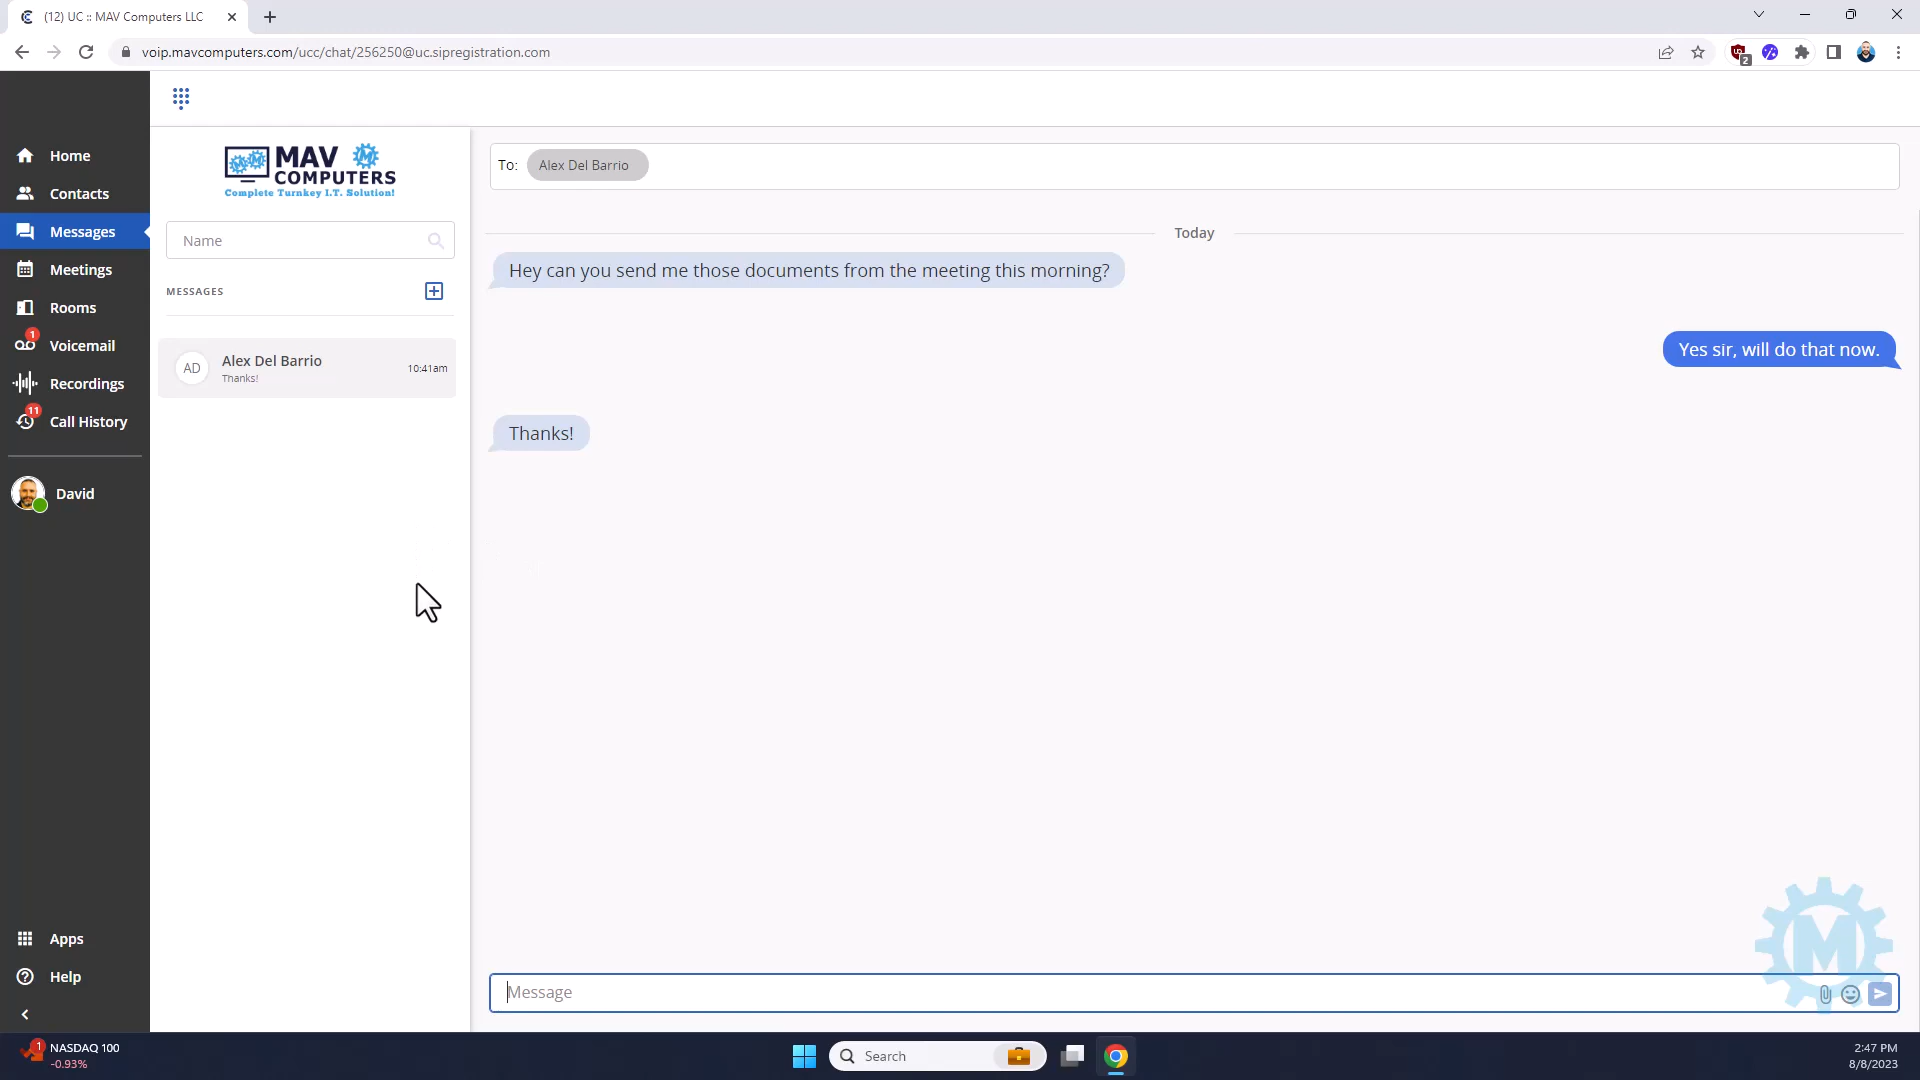 (12) UC :: MAV Computers LLC
voip.mavcomputers.com/ucc/chat/256250@uc.sipregistration.com
2
Home
Contacts
Messages
Meetings
Rooms
1
Voicemail
Recordings
11
Call History
David
Apps
Help
MAV
COMPUTERS
Complete Turnkey I.T. Solution!
Name
MESSAGES
AD
Alex Del Barrio
Thanks!
10:41am
To: Alex Del Barrio
Today
Hey can you send me those documents from the meeting this morning?
Yes sir, will do that now.
Thanks!
M
Message
1
NASDAQ 100
-0.93%
Search
2:47 PM
8/8/2023